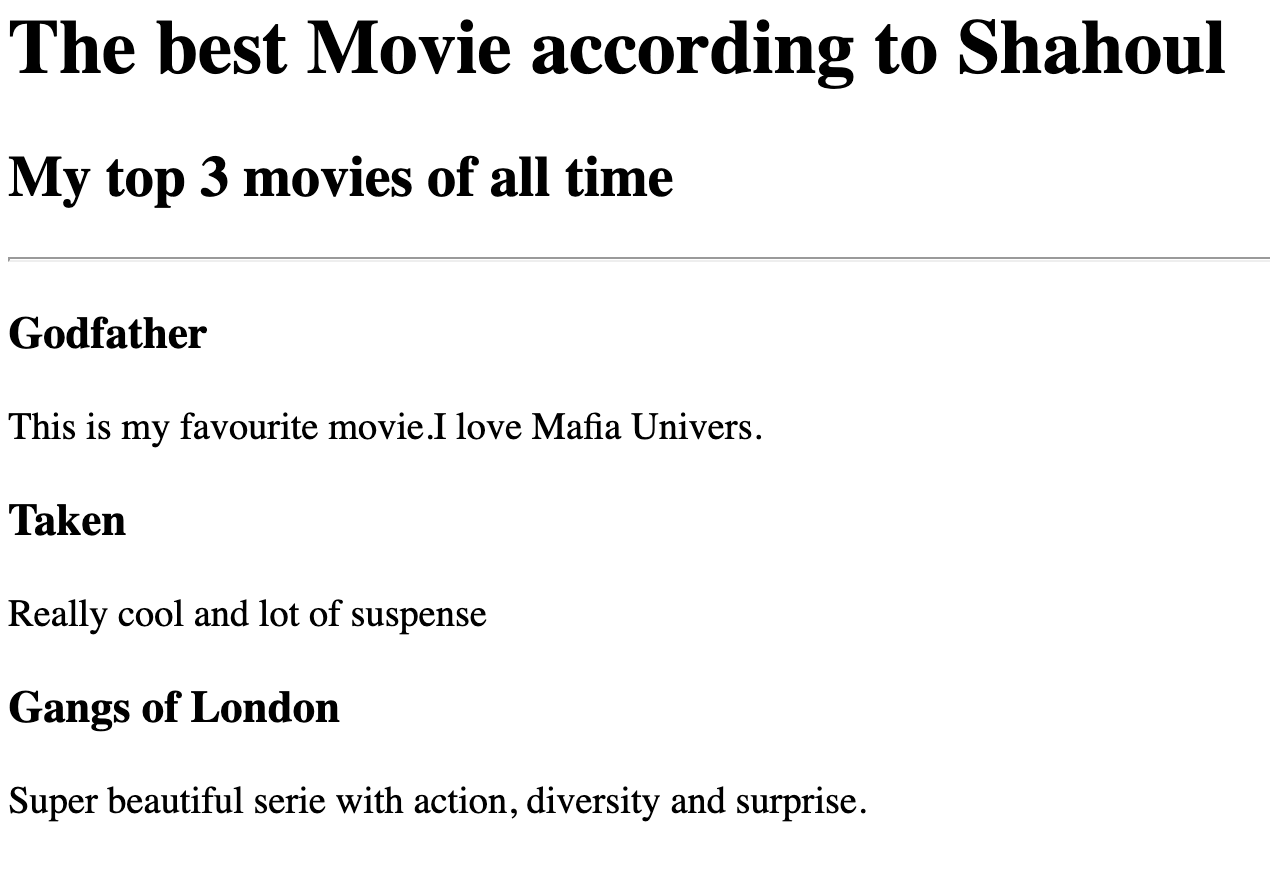 The best Movie according to Shahoul
My top 3 movies of all time
Godfather
This is my favourite movie.I love Mafia Univers.
Taken
Really cool and lot of suspense
Gangs of London
Super beautiful serie with action, diversity and surprise.